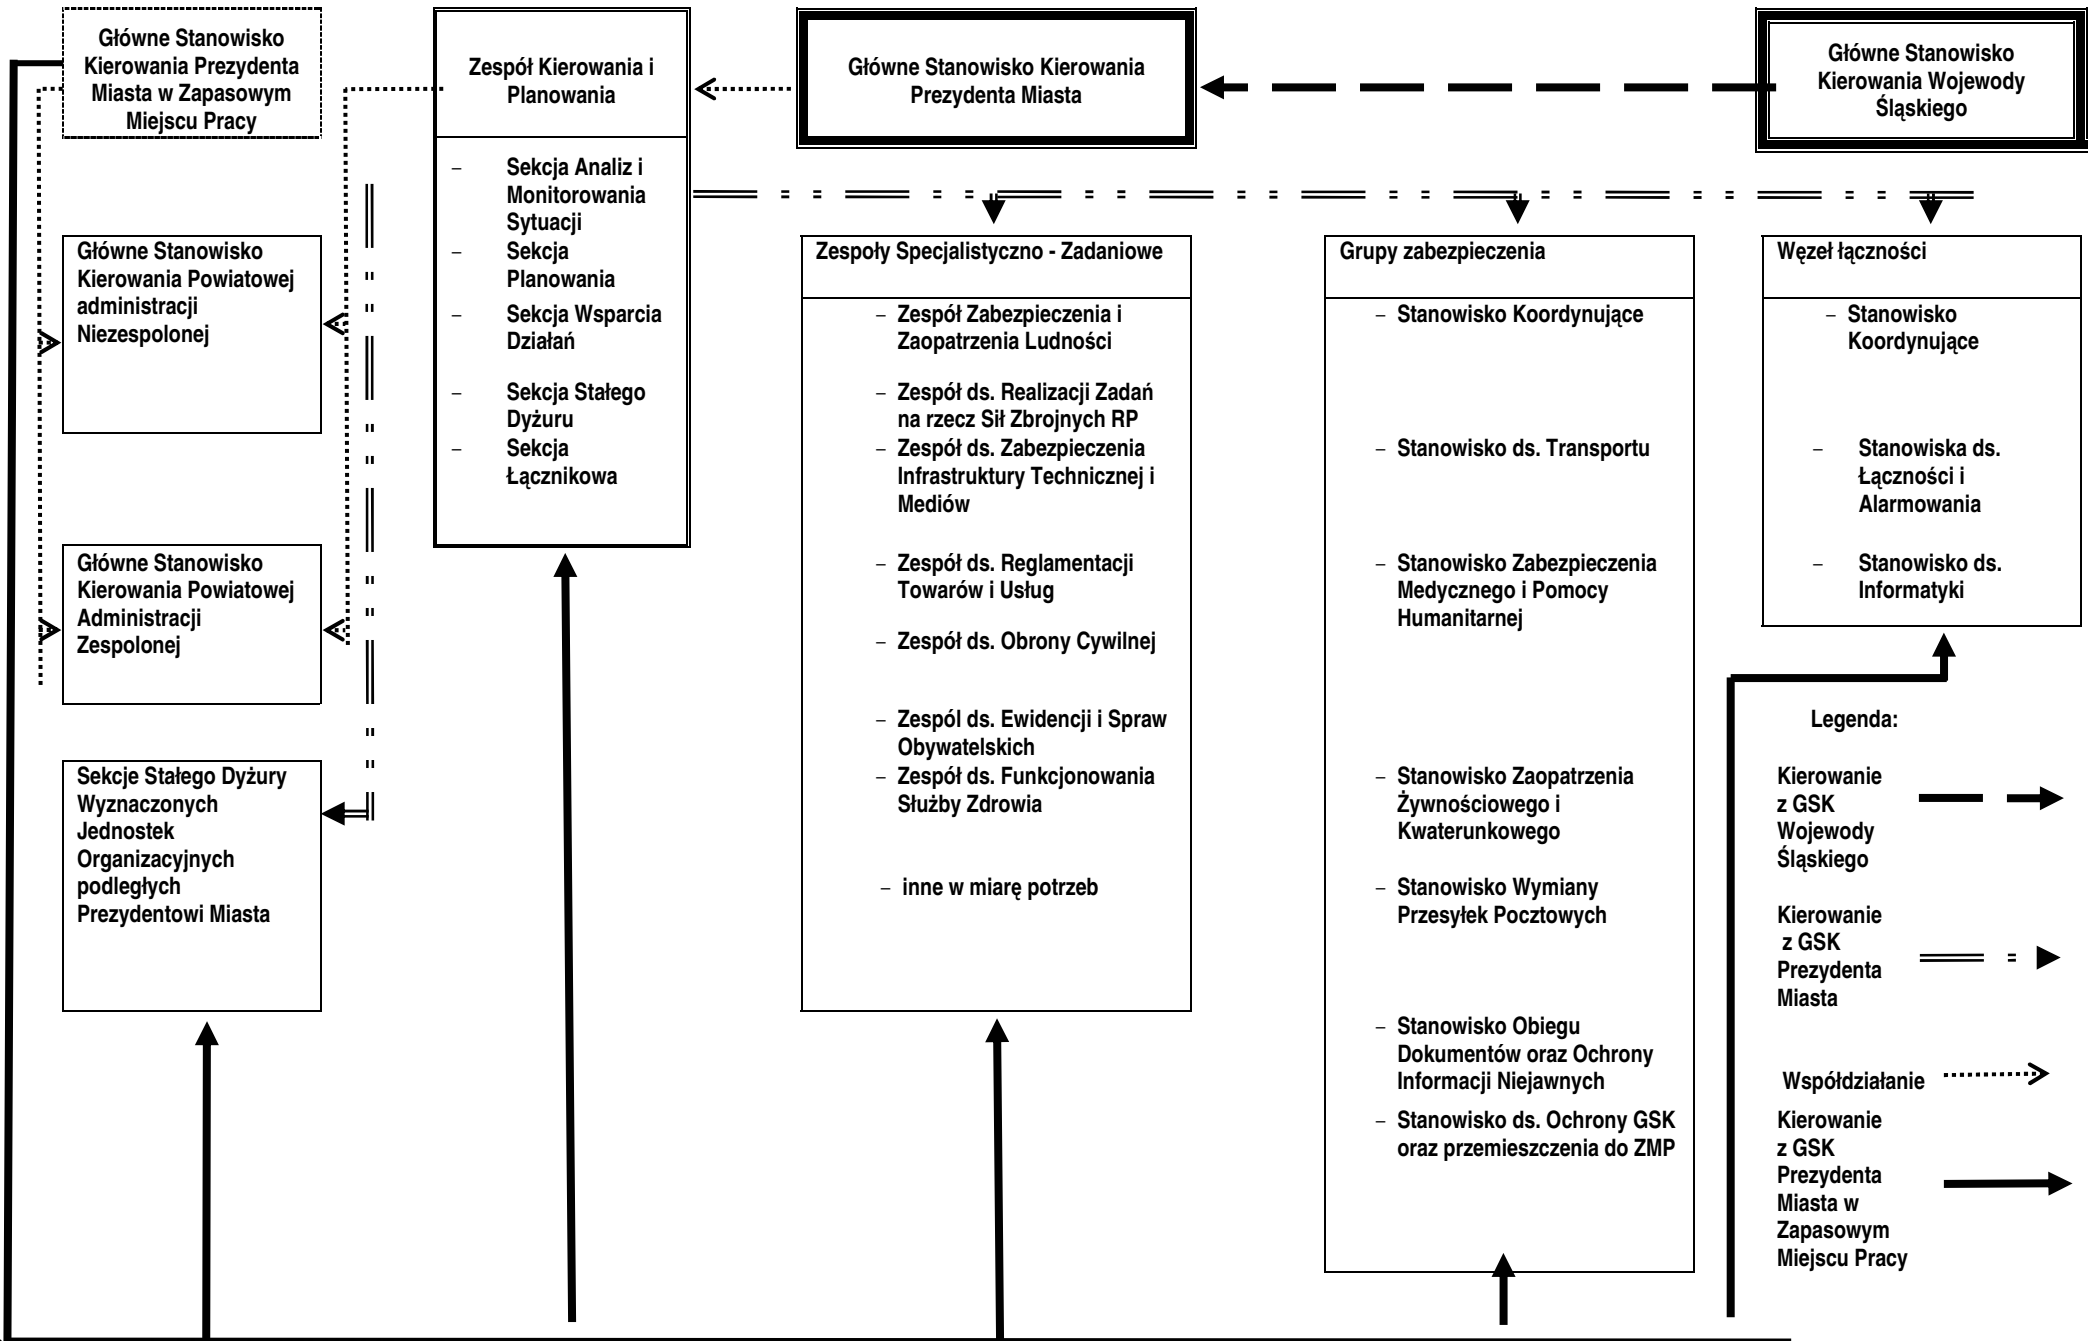 Główne Stanowisko
Kierowania Prezydenta
Miasta w Zapasowym
Miejscu Pracy
Zespół Kierowania i
Planowania
Główne Stanowisko Kierowania
Prezydenta Miasta
Główne Stanowisko
Kierowania Wojewody
Śląskiego
Główne Stanowisko
Kierowania Powiatowej
administracji
Niezespolonej
Główne Stanowisko
Kierowania Powiatowej
Administracji
Zespolonej
Sekcje Stałego Dyżury
Wyznaczonych
Jednostek
Organizacyjnych
podległych
Prezydentowi Miasta
– Sekcja Analiz i
Monitorowania
Sytuacji
– Sekcja
Planowania
– Sekcja Wsparcia
Działań
– Sekcja Stałego
Dyżuru
– Sekcja
Łącznikowa
Zespoły Specjalistyczno - Zadaniowe
– Zespół Zabezpieczenia i
Zaopatrzenia Ludności
– Zespół ds. Realizacji Zadań
na rzecz Sił Zbrojnych RP
– Zespół ds. Zabezpieczenia
Infrastruktury Technicznej i
Mediów
– Zespół ds. Reglamentacji
Towarów i Usług
– Zespół ds. Obrony Cywilnej
– Zespól ds. Ewidencji i Spraw
Obywatelskich
– Zespół ds. Funkcjonowania
Służby Zdrowia
– inne w miarę potrzeb
Grupy zabezpieczenia
– Stanowisko Koordynujące
– Stanowisko ds. Transportu
– Stanowisko Zabezpieczenia
Medycznego i Pomocy
Humanitarnej
– Stanowisko Zaopatrzenia
Żywnościowego i
Kwaterunkowego
– Stanowisko Wymiany
Przesyłek Pocztowych
– Stanowisko Obiegu
Dokumentów oraz Ochrony
Informacji Niejawnych
– Stanowisko ds. Ochrony GSK
oraz przemieszczenia do ZMP
Węzeł łączności
– Stanowisko
Koordynujące
– Stanowiska ds.
Łączności i
Alarmowania
– Stanowisko ds.
Informatyki
Legenda:
Kierowanie
z GSK
Wojewody
Śląskiego
Kierowanie
z GSK
Prezydenta
Miasta
Współdziałanie
Kierowanie
z GSK
Prezydenta
Miasta w
Zapasowym
Miejscu Pracy